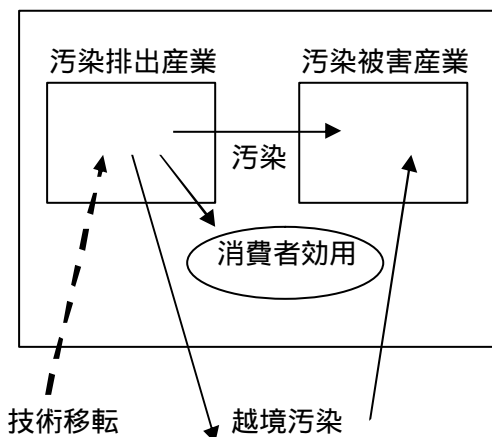 汚染排出産業
汚染被害産業
汚染
消費者効用
技術移転
越境汚染